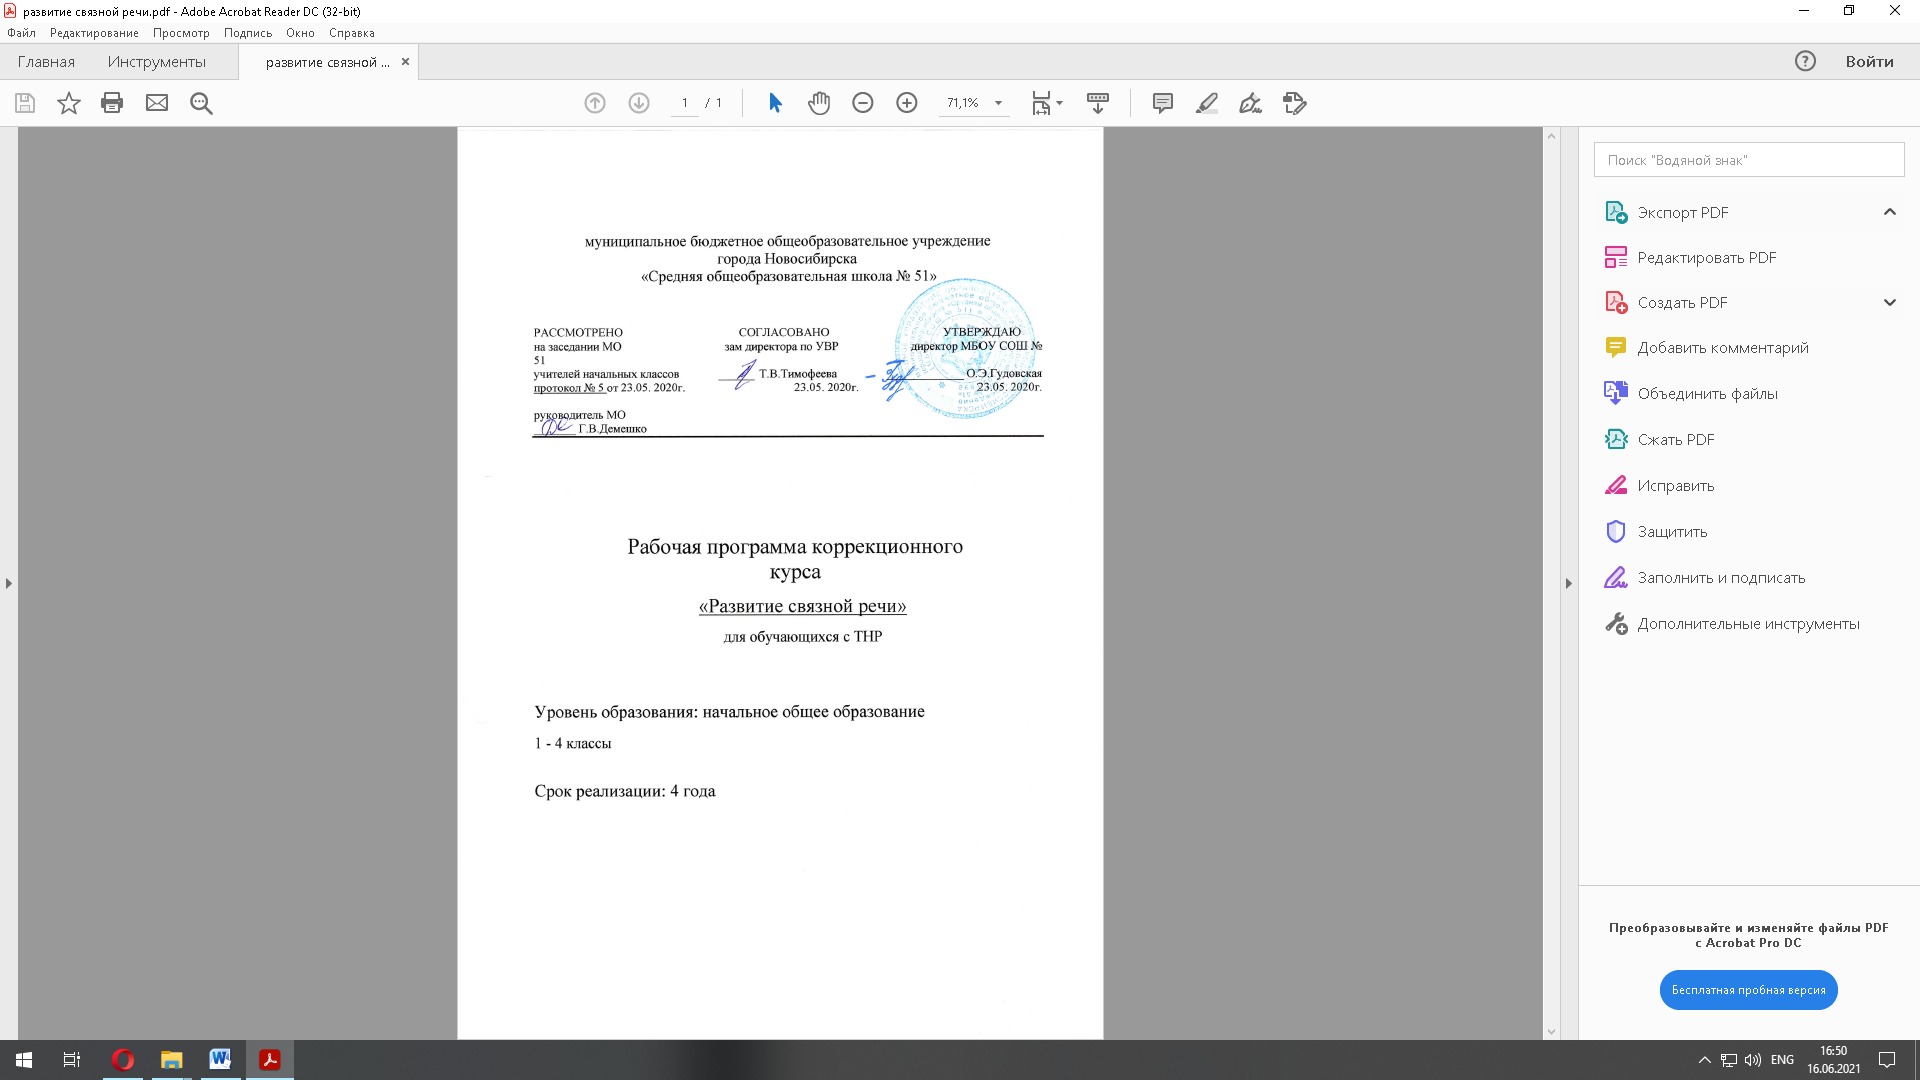 развитие связной речи.pdf - Adobe Acrobat Reader DC (32-bit)
Файл Редактирование Просмотр Подпись Окно Справка
Главная Инструменты развитие связной ... × Войти
1 / 1 71,1%
Поиск "Водяной знак"
Экспорт PDF
Редактировать PDF
Создать PDF
Добавить комментарий
Объединить файлы
Сжать PDF
Исправить
Защитить
Заполнить и подписать
Дополнительные инструменты
Преобразовывайте и изменяйте файлы PDF
с Acrobat Pro DC
Бесплатная пробная версия
муниципальное бюджетное общеобразовательное учреждение
города Новосибирска
«Средняя общеобразовательная школа № 51»
РАССМОТРЕНО СОГЛАСОВАНО УТВЕРЖДАЮ
на заседании МО зам директора по УВР директор МБОУ СОШ №
51
учителей начальных классов Т.В.Тимофеева О.Э.Гудовская
протокол № 5 от 23.05. 2020г. 23.05. 2020г. 23.05. 2020г.
руководитель МО
Г.В.Демешко
Рабочая программа коррекционного
курса
«Развитие связной речи»
для обучающихся с ТНР
Уровень образования: начальное общее образование
1 - 4 классы
Срок реализации: 4 года
ENG
16:50
16.06.2021